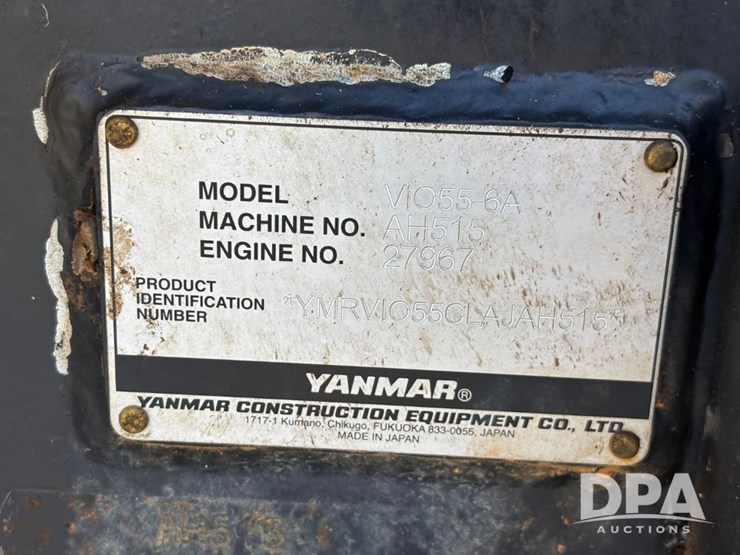 MODEL ViO55-6A
MACHINE NO. AH515
ENGINE NO. 27967
PRODUCT
IDENTIFICATION
NUMBER *YMRVIO55CLAJAH515*
YANMAR®
YANMAR CONSTRUCTION EQUIPMENT CO., LTD
1717-1 Kumano, Chikugo, FUKUOKA 833-0055, JAPAN
MADE IN JAPAN
DPA
AUCTIONS